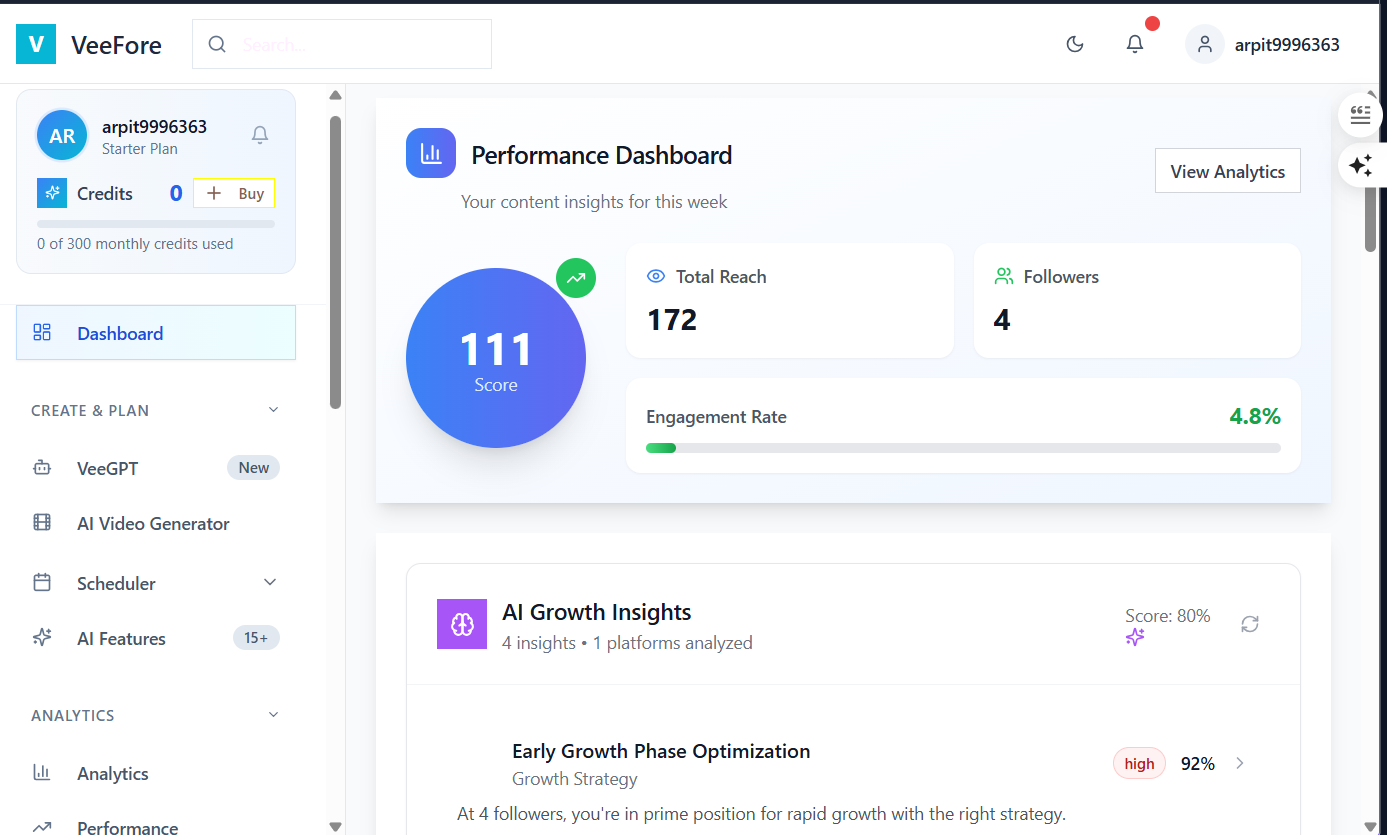 V VeeFore
Search...
arpit9996363
AR
arpit9996363
Starter Plan
Credits 0 + Buy
0 of 300 monthly credits used
Dashboard
CREATE & PLAN
VeeGPT New
AI Video Generator
Scheduler
AI Features 15+
ANALYTICS
Analytics
Performance
Performance Dashboard
Your content insights for this week
View Analytics
111
Score
Total Reach
172
Followers
4
Engagement Rate 4.8%
AI Growth Insights
4 insights • 1 platforms analyzed
Score: 80%
Early Growth Phase Optimization
Growth Strategy
high 92%
At 4 followers, you're in prime position for rapid growth with the right strategy.